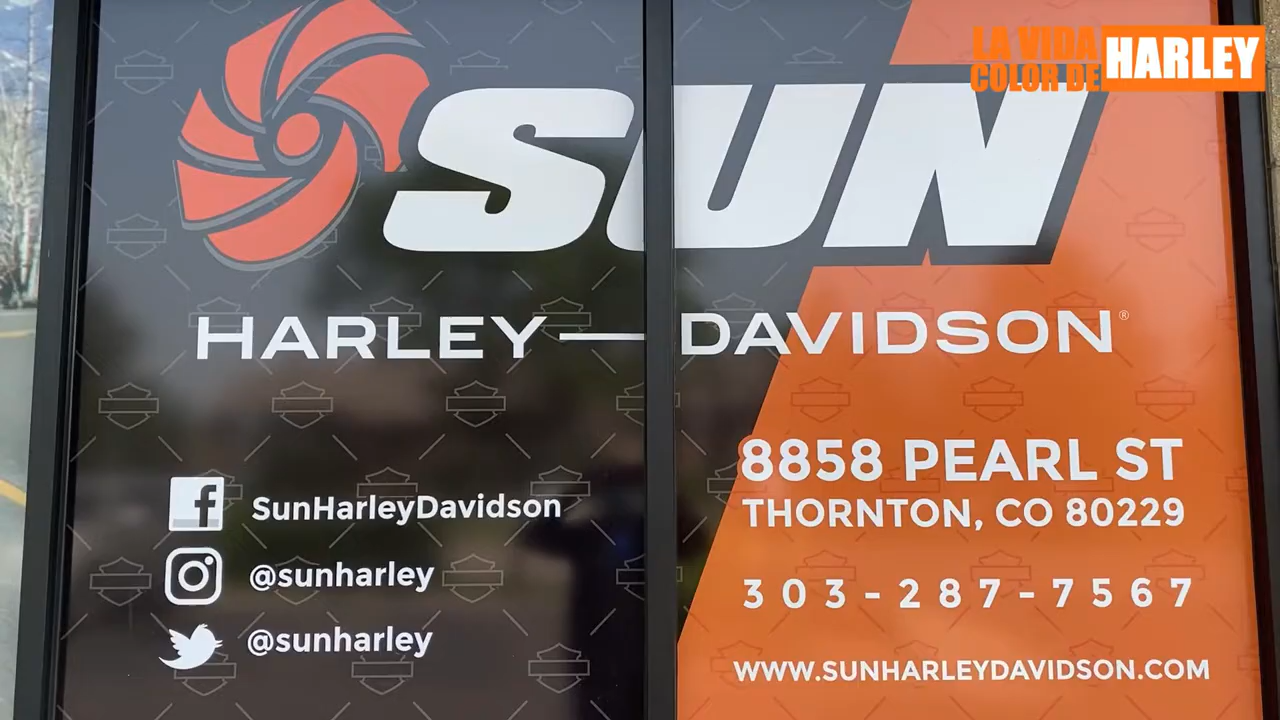 LA VIDA
COLOR DE
HARLEY
SUN
HARLEY—DAVIDSON®
f SunHarleyDavidson
@sunharley
@sunharley
8858 PEARL ST
THORNTON, CO 80229
303-287-7567
WWW.SUNHARLEYDAVIDSON.COM